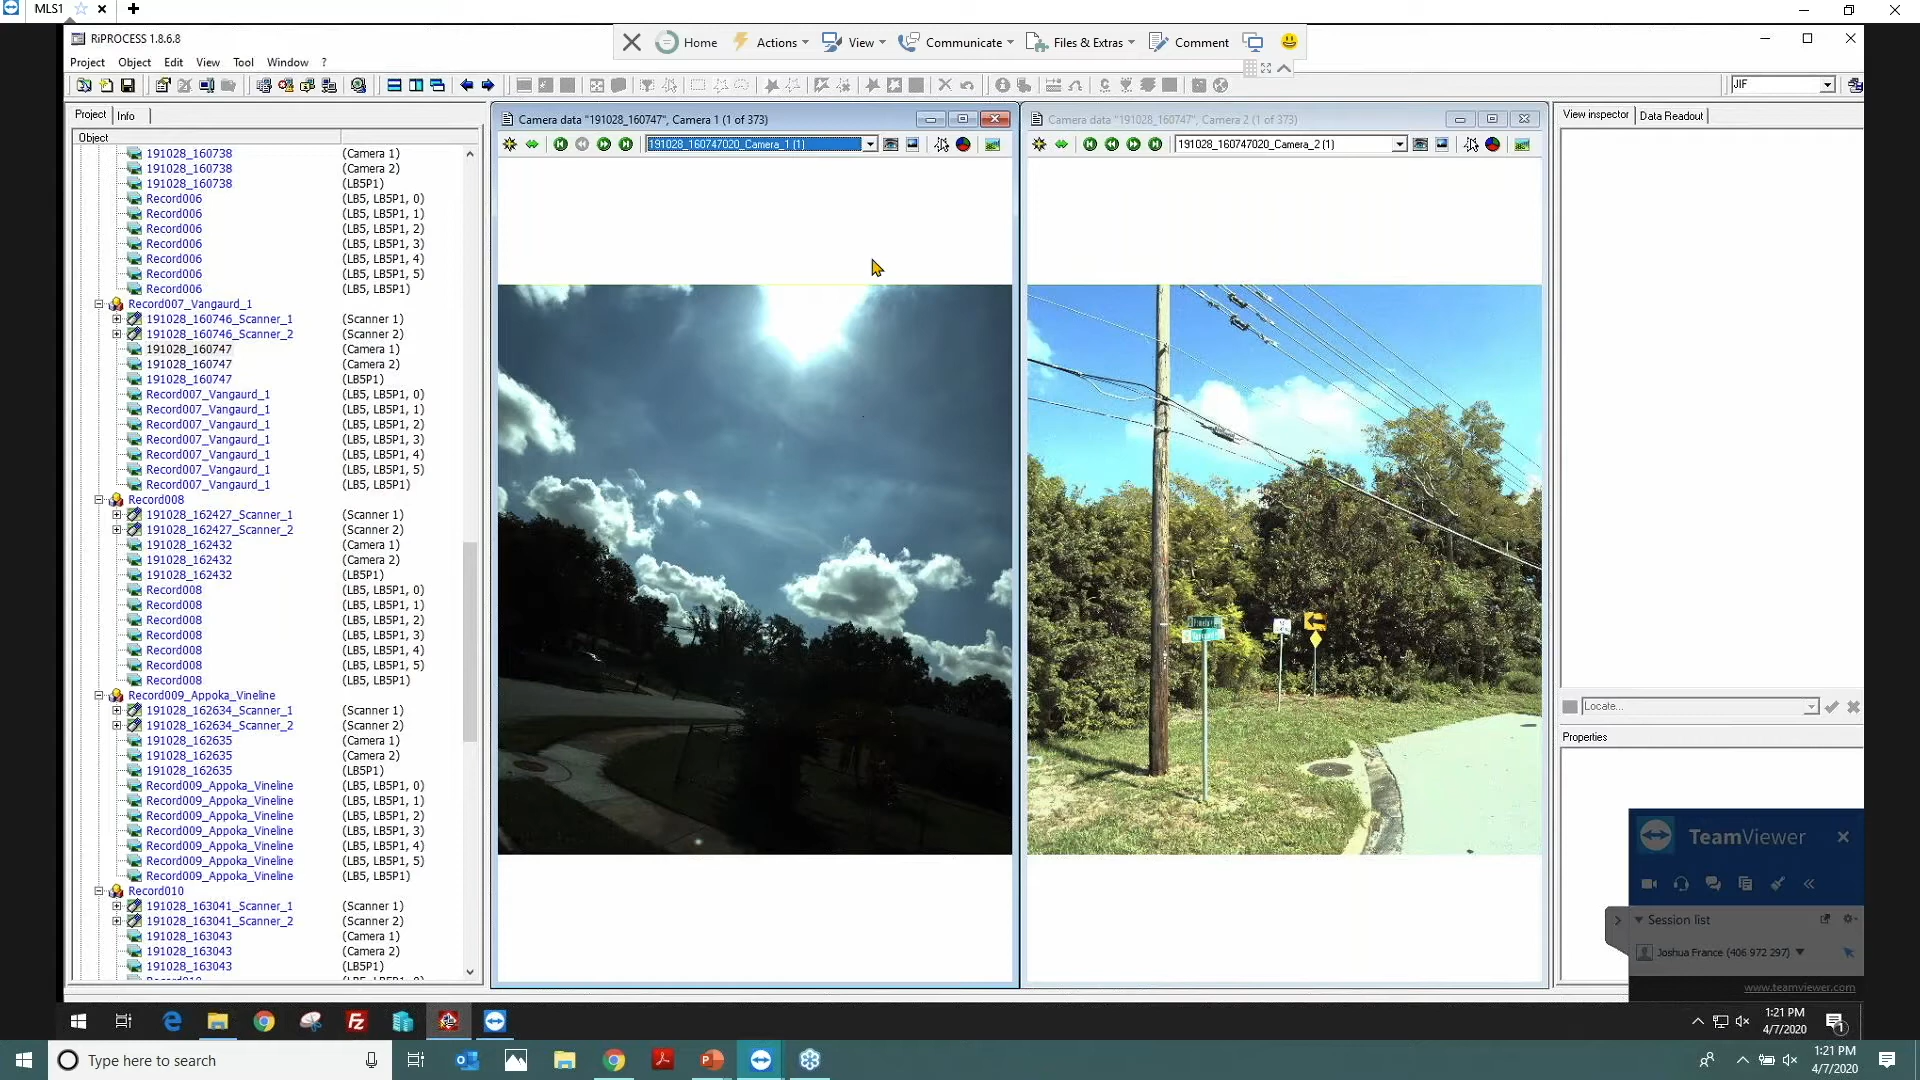 MLS1
RiPROCESS 1.8.6.8
Home
Actions
View
Communicate
Files & Extras
Comment
Project Object Edit View Tool Window ?
JIF
Project
Info
Object
191028_160738 (Camera 1)
191028_160738 (Camera 2)
191028_160738 (LB5P1)
Record006 (LB5, LB5P1, 0)
Record006 (LB5, LB5P1, 1)
Record006 (LB5, LB5P1, 2)
Record006 (LB5, LB5P1, 3)
Record006 (LB5, LB5P1, 4)
Record006 (LB5, LB5P1, 5)
Record006 (LB5, LB5P1)
Record007_Vangaurd_1
191028_160746_Scanner_1 (Scanner 1)
191028_160746_Scanner_2 (Scanner 2)
191028_160747 (Camera 1)
191028_160747 (Camera 2)
191028_160747 (LB5P1)
Record007_Vangaurd_1 (LB5, LB5P1, 0)
Record007_Vangaurd_1 (LB5, LB5P1, 1)
Record007_Vangaurd_1 (LB5, LB5P1, 2)
Record007_Vangaurd_1 (LB5, LB5P1, 3)
Record007_Vangaurd_1 (LB5, LB5P1, 4)
Record007_Vangaurd_1 (LB5, LB5P1, 5)
Record007_Vangaurd_1 (LB5, LB5P1)
Record008
191028_162427_Scanner_1 (Scanner 1)
191028_162427_Scanner_2 (Scanner 2)
191028_162432 (Camera 1)
191028_162432 (Camera 2)
191028_162432 (LB5P1)
Record008 (LB5, LB5P1, 0)
Record008 (LB5, LB5P1, 1)
Record008 (LB5, LB5P1, 2)
Record008 (LB5, LB5P1, 3)
Record008 (LB5, LB5P1, 4)
Record008 (LB5, LB5P1, 5)
Record008 (LB5, LB5P1)
Record009_Appoka_Vineline
191028_162634_Scanner_1 (Scanner 1)
191028_162634_Scanner_2 (Scanner 2)
191028_162635 (Camera 1)
191028_162635 (Camera 2)
191028_162635 (LB5P1)
Record009_Appoka_Vineline (LB5, LB5P1, 0)
Record009_Appoka_Vineline (LB5, LB5P1, 1)
Record009_Appoka_Vineline (LB5, LB5P1, 2)
Record009_Appoka_Vineline (LB5, LB5P1, 3)
Record009_Appoka_Vineline (LB5, LB5P1, 4)
Record009_Appoka_Vineline (LB5, LB5P1, 5)
Record009_Appoka_Vineline (LB5, LB5P1)
Record010
191028_163041_Scanner_1 (Scanner 1)
191028_163041_Scanner_2 (Scanner 2)
191028_163043 (Camera 1)
191028_163043 (Camera 2)
191028_163043 (LB5P1)
Camera data "191028_160747", Camera 1 (1 of 373)
191028_160747020_Camera_1 (1)
Camera data "191028_160747", Camera 2 (1 of 373)
191028_160747020_Camera_2 (1)
View inspector
Data Readout
Locate...
Properties
TeamViewer
Session list
Joshua France (406 972 297)
www.teamviewer.com
1:21 PM
4/7/2020
Type here to search
1:21 PM
4/7/2020